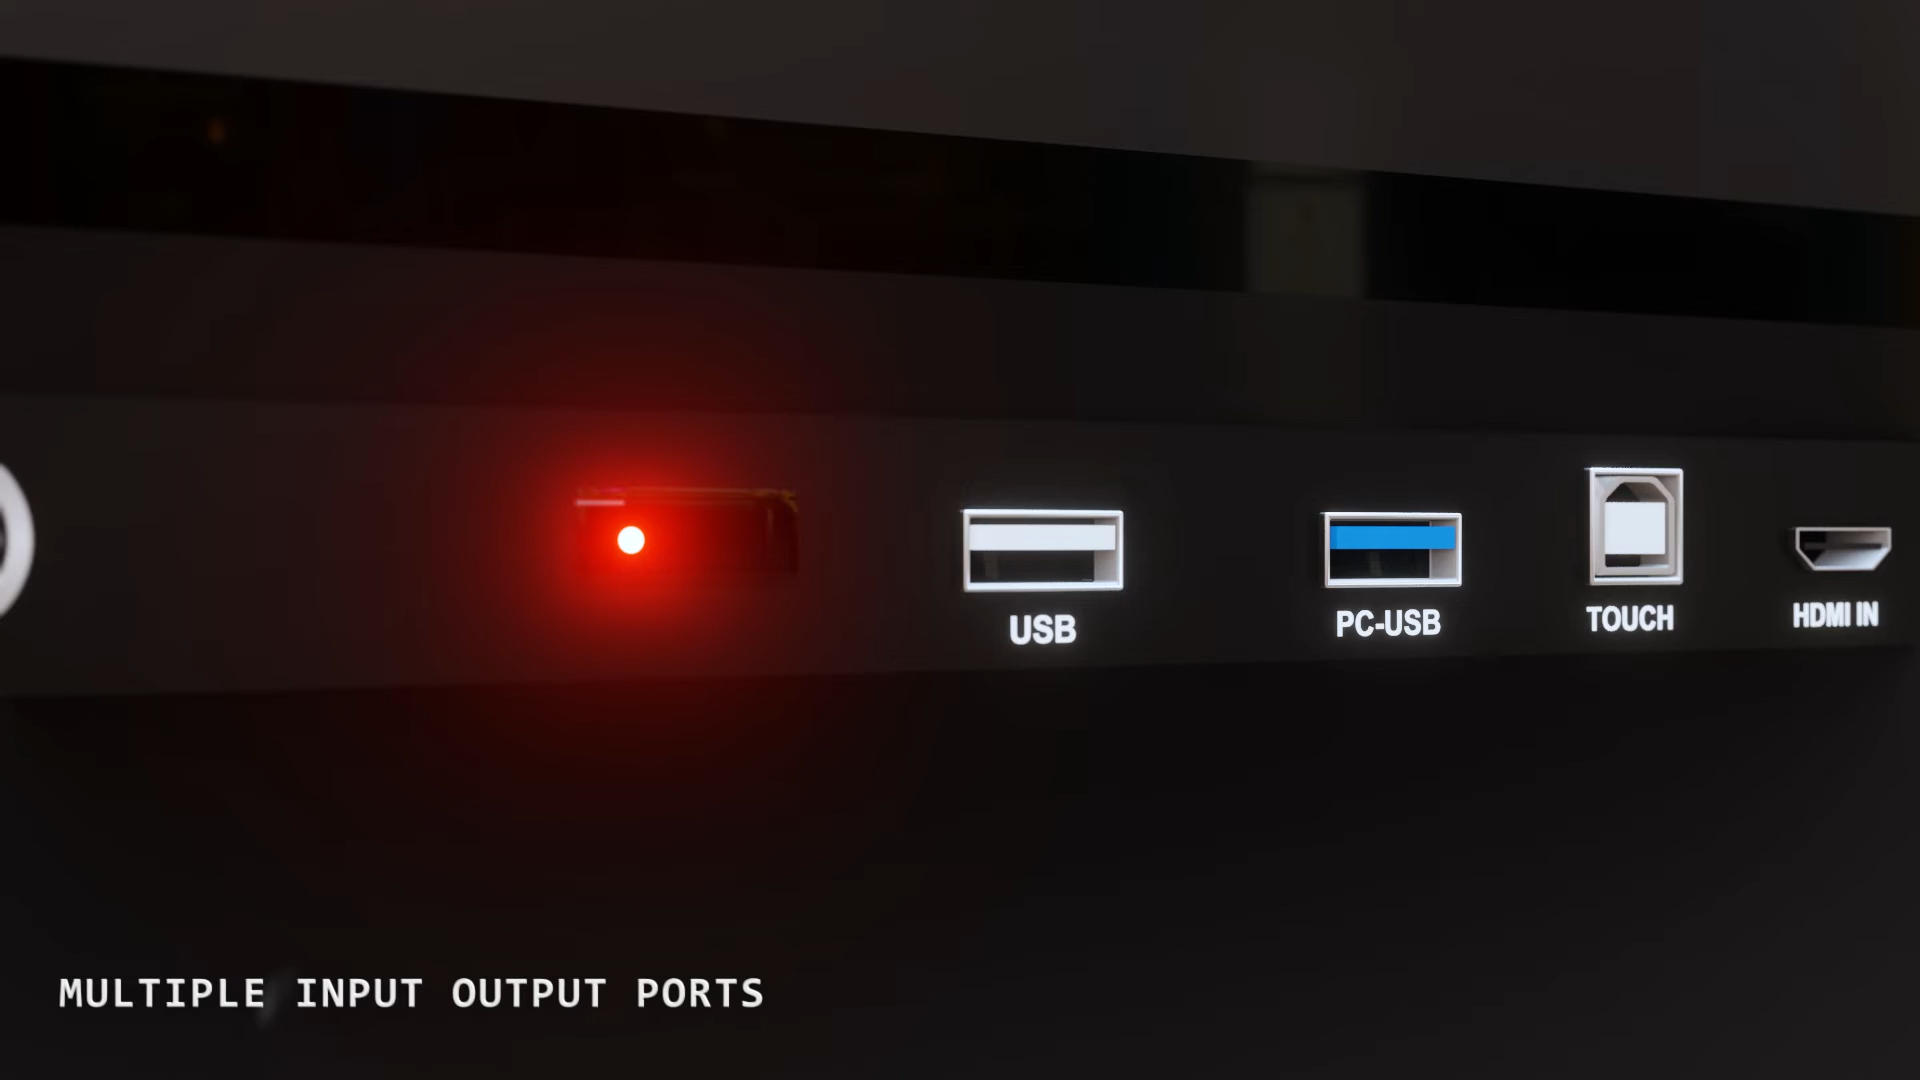 USB
PC-USB
TOUCH
HDMI IN
MULTIPLE INPUT OUTPUT PORTS